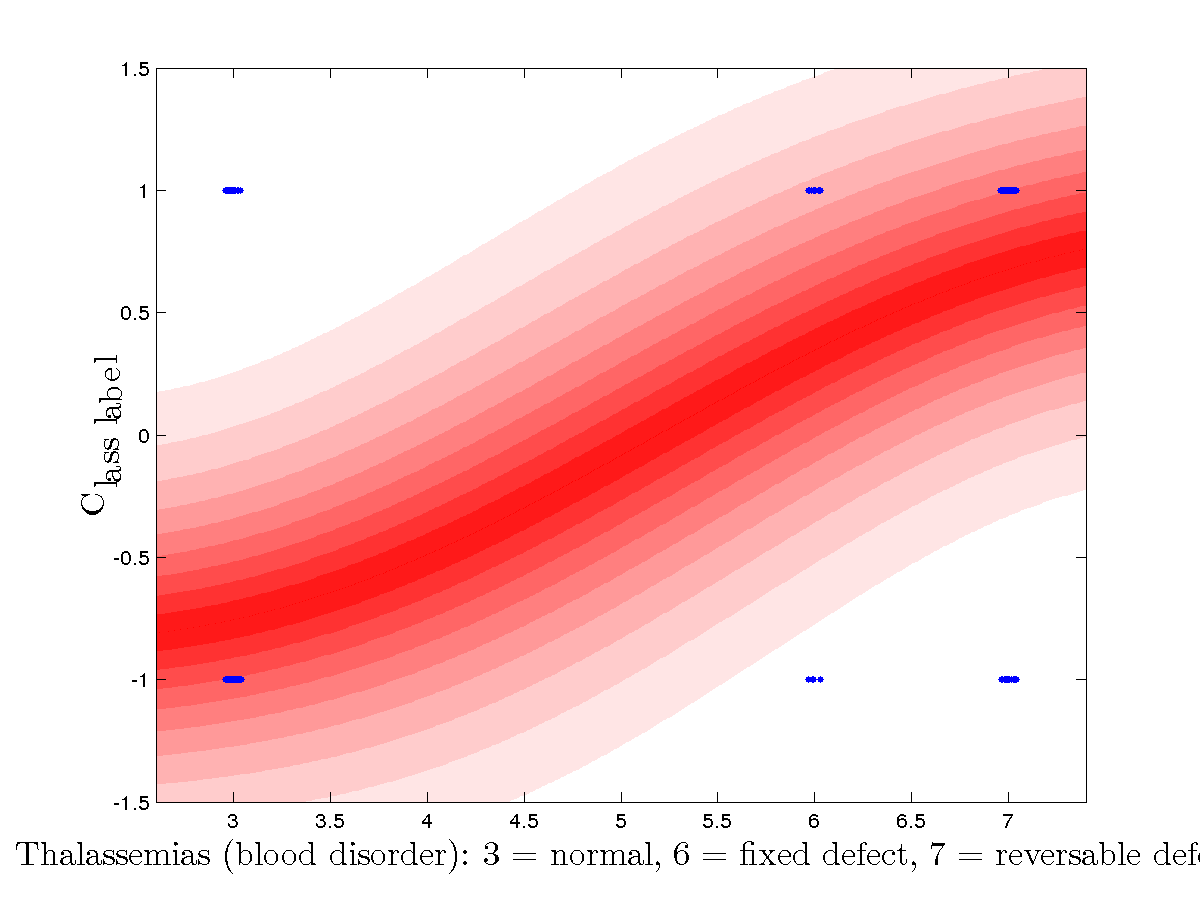 1.5
1
0.5
0
-0.5
-1
-1.5
Class label
3 3.5 4 4.5 5 5.5 6 6.5 7
Thalassemias (blood disorder): 3 = normal, 6 = fixed defect, 7 = reversable defe